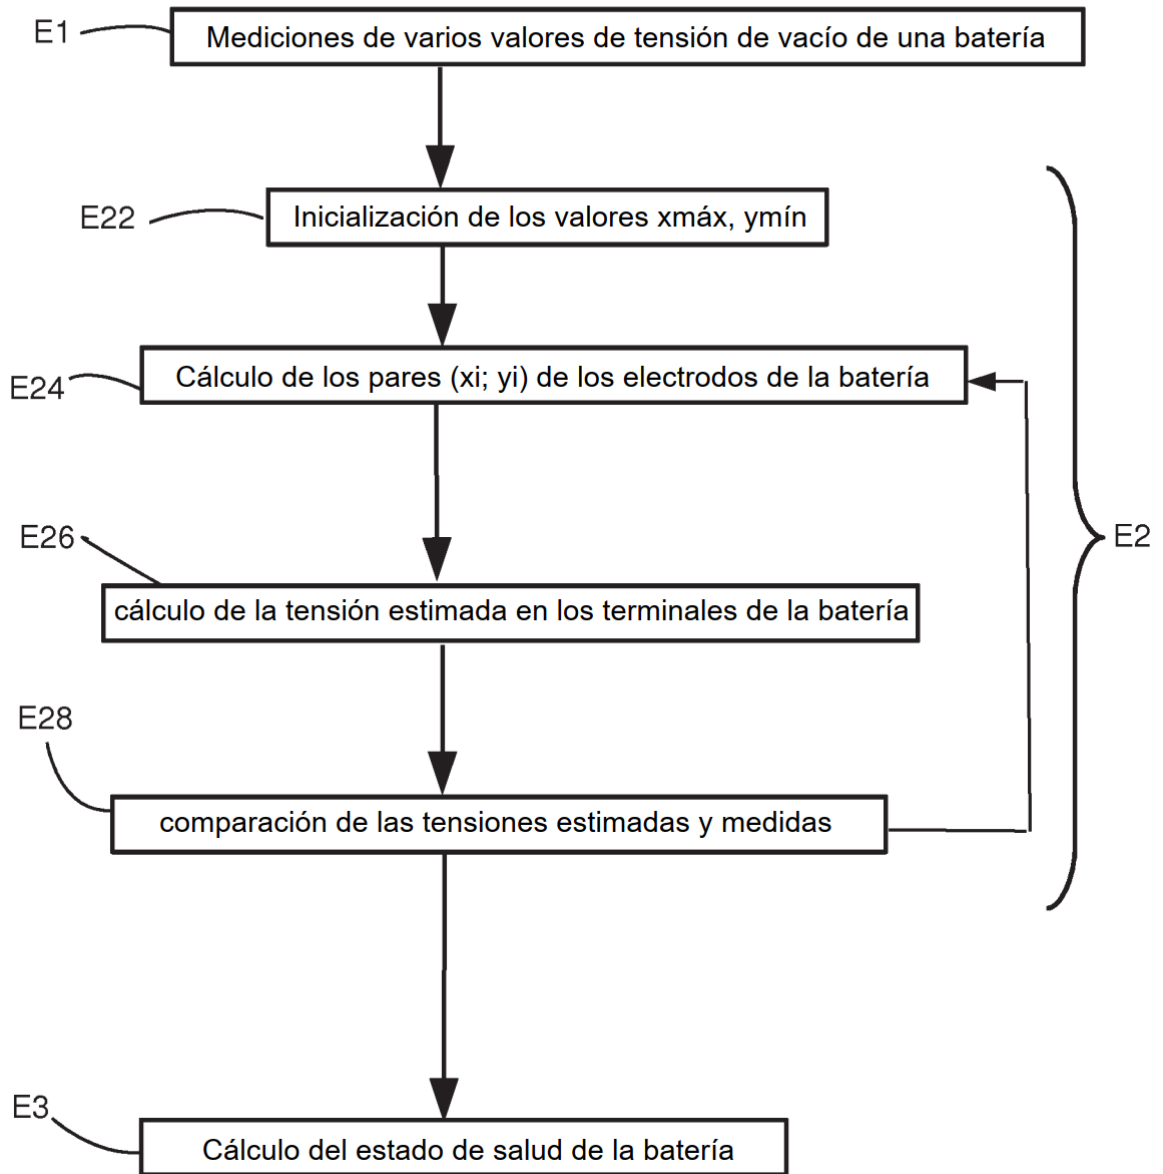 E1
Mediciones de varios valores de tensión de vacío de una batería
E22
Inicialización de los valores xmáx, ymín
E24
Cálculo de los pares (xi; yi) de los electrodos de la batería
E26
cálculo de la tensión estimada en los terminales de la batería
E2
E28
comparación de las tensiones estimadas y medidas
E3
Cálculo del estado de salud de la batería